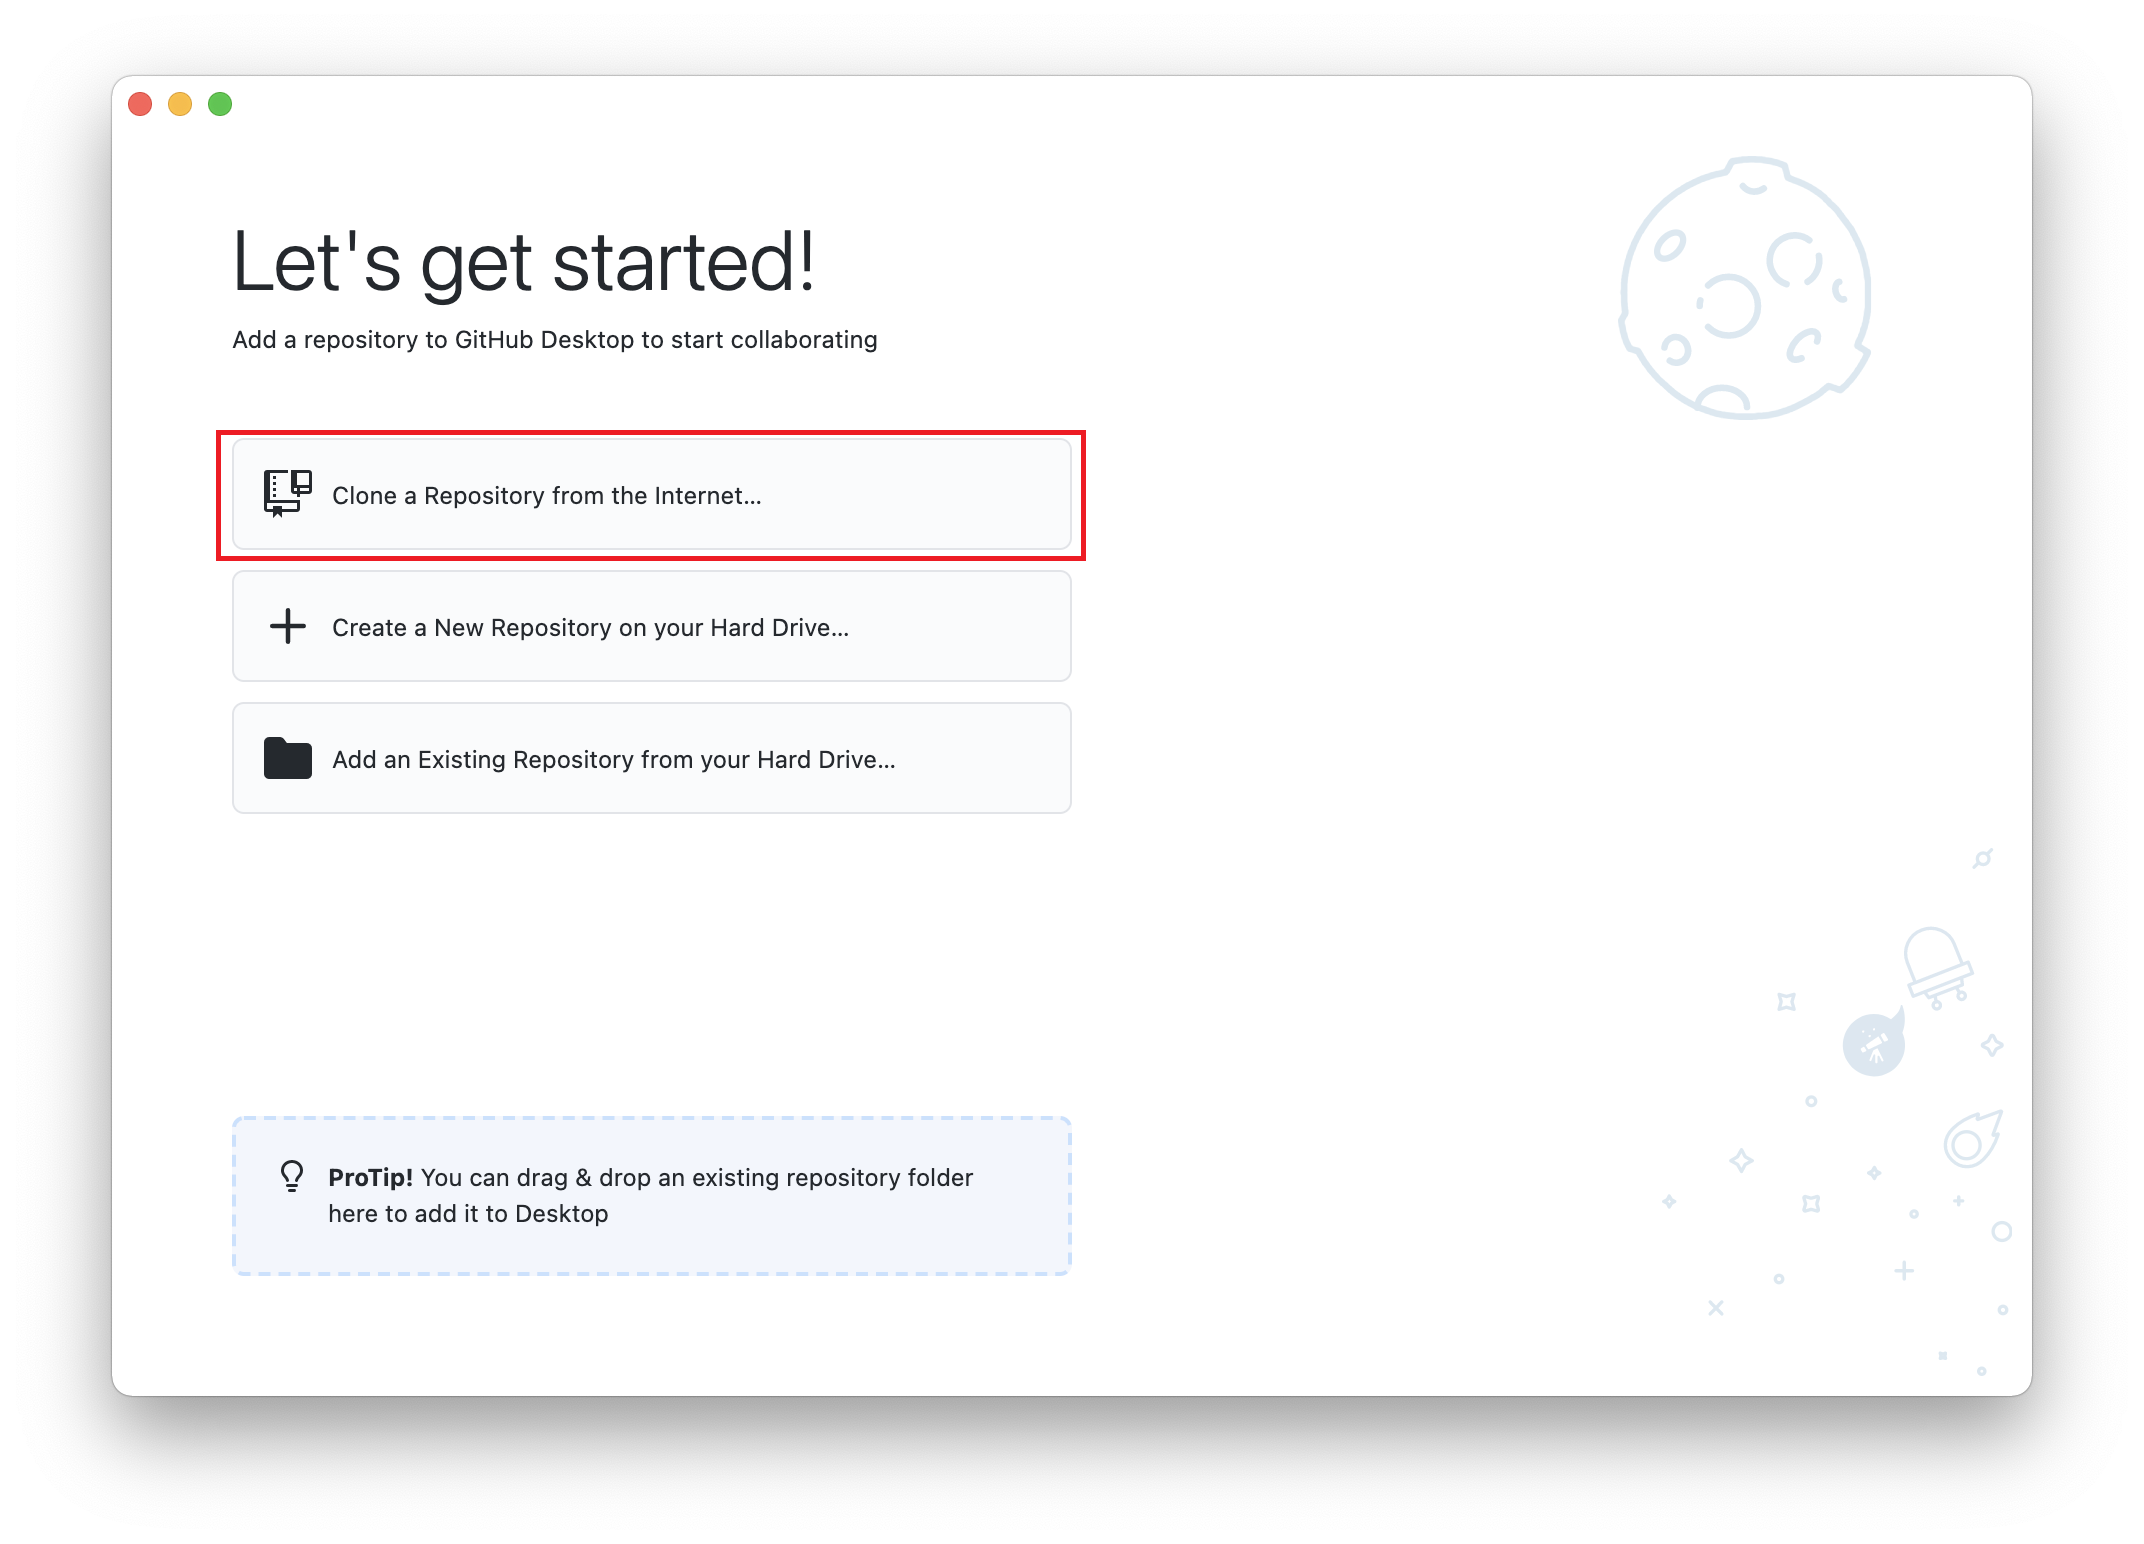 Let's get started!
Add a repository to GitHub Desktop to start collaborating
Clone a Repository from the Internet...
Create a New Repository on your Hard Drive...
Add an Existing Repository from your Hard Drive...
ProTip! You can drag & drop an existing repository folder
here to add it to Desktop